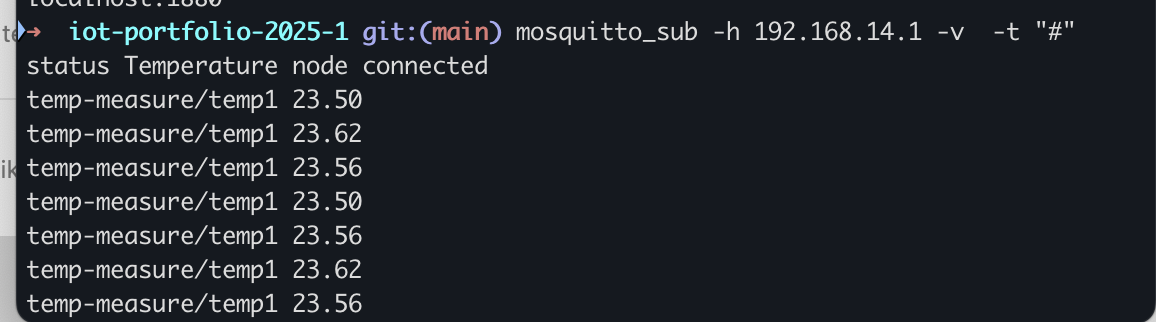 localhost:1880
➜ iot-portfolio-2025-1 git:(main) mosquitto_sub -h 192.168.14.1 -v  -t "#"
status Temperature node connected
temp-measure/temp1 23.50
temp-measure/temp1 23.62
temp-measure/temp1 23.56
temp-measure/temp1 23.50
temp-measure/temp1 23.56
temp-measure/temp1 23.62
temp-measure/temp1 23.56